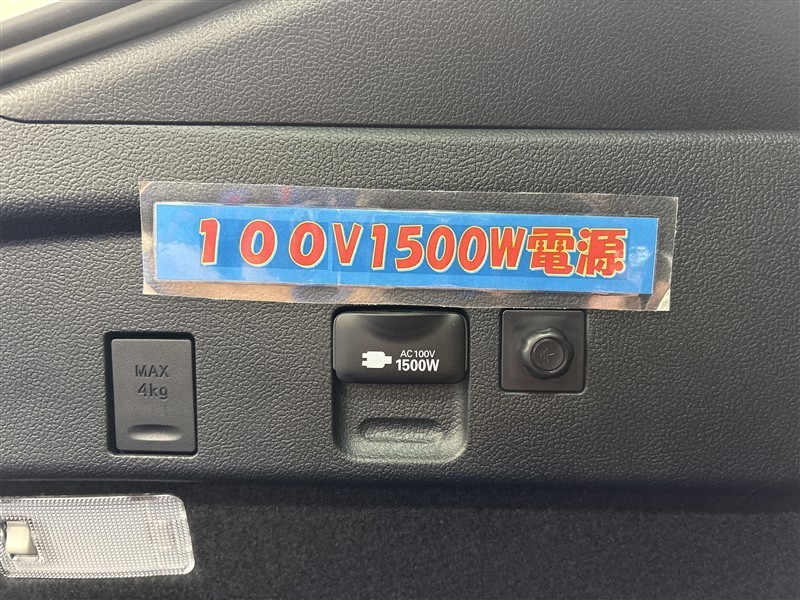 １００V1500W電源
MAX
4kg
AC100V
1500W